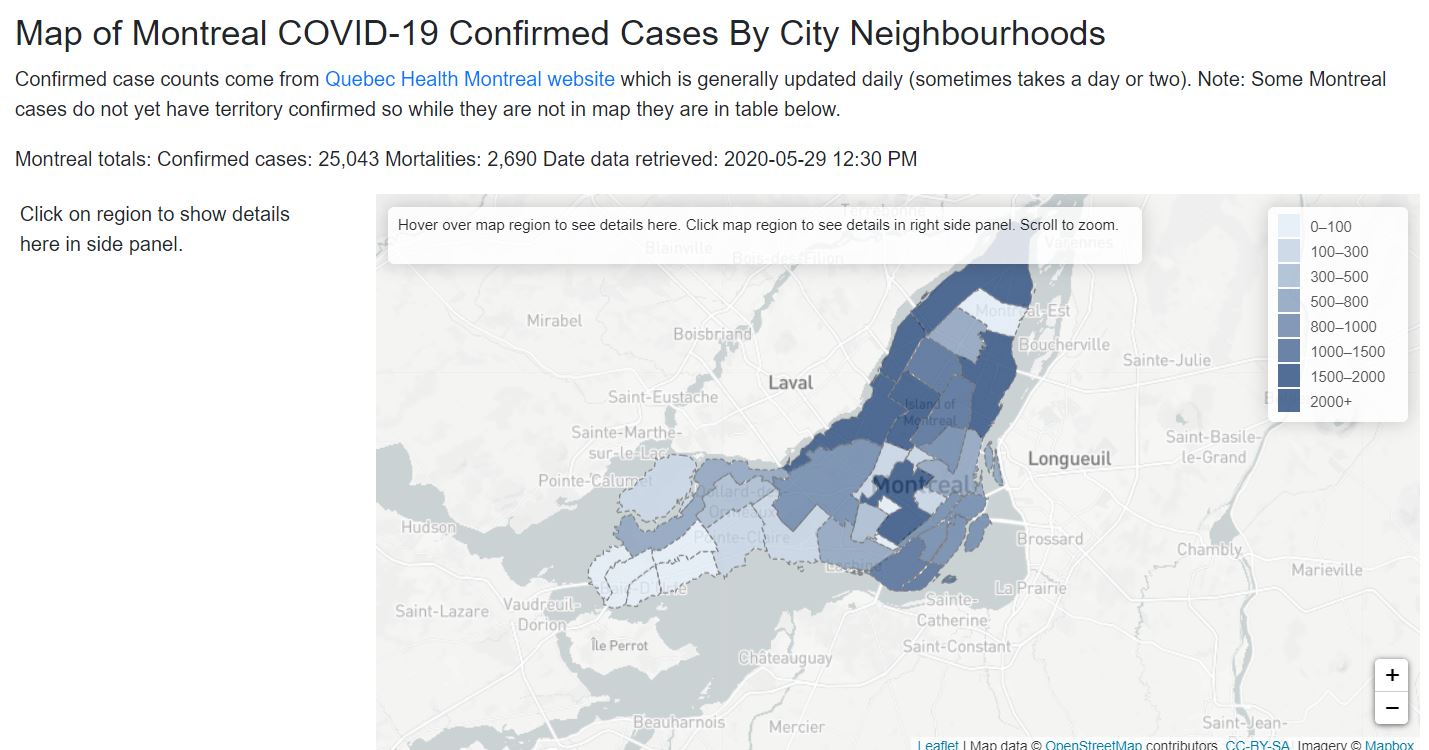 Map of Montreal COVID-19 Confirmed Cases By City Neighbourhoods
Confirmed case counts come from Quebec Health Montreal website which is generally updated daily (sometimes takes a day or two). Note: Some Montreal
cases do not yet have territory confirmed so while they are not in map they are in table below.
Montreal totals: Confirmed cases: 25,043 Mortalities: 2,690 Date data retrieved: 2020-05-29 12:30 PM
Click on region to show details
here in side panel.
Hover over map region to see details here. Click map region to see details in right side panel. Scroll to zoom.
0–100
100–300
300–500
500–800
800–1000
1000–1500
1500–2000
2000+
Terrebonne
Varennes
Blainville
Bois-des-Filion
Mirabel
Montréal-Est
Boisbriand
Boucherville
Sainte-Julie
Laval
Saint-Eustache
Island of
Montreal
Sainte-Marthe-
sur-le-Lac
Saint-Basile-
le-Grand
Longueuil
Pointe-Calumet
Montreal
Dollard-des
Ormeaux
Hudson
Pointe-Claire
Brossard
Chambly
Lachine
Marieville
La Prairie
Saint-Lazare
Vaudreuil-
Dorion
Sainte-
Catherine
Île Perrot
Saint-Constant
Châteauguay
Beauharnois
Mercier
Saint-Jean-
+
−
Leaflet | Map data © OpenStreetMap contributors, CC-BY-SA, Imagery © Mapbox